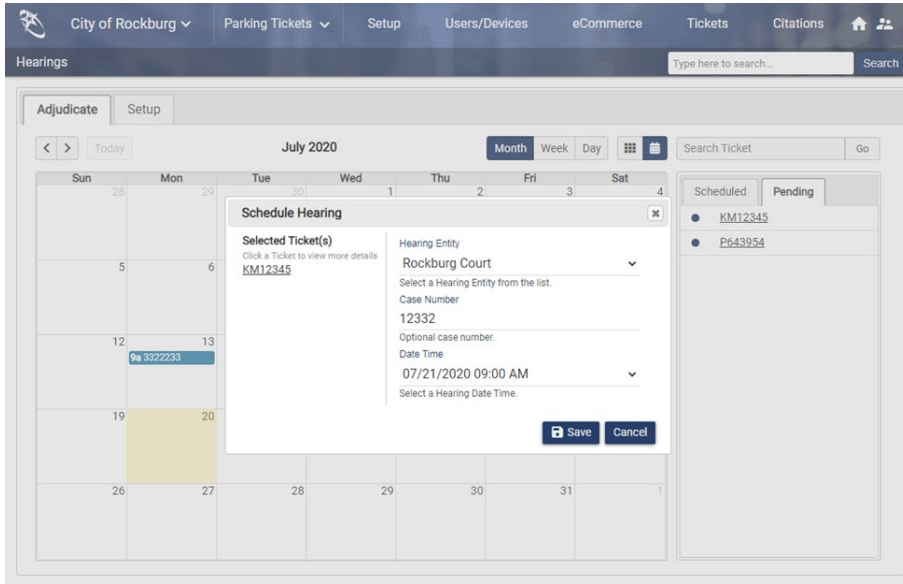 City of Rockburg Parking Tickets Setup Users/Devices eCommerce Tickets Citations
Hearings Type here to search... Search
Adjudicate Setup
Today July 2020 Month Week Day Search Ticket Go
Sun Mon Tue Wed Thu Fri Sat
28 29 30 1 2 3 4
Scheduled Pending
KM12345
P643954
Schedule Hearing
Selected Ticket(s)
Click a Ticket to view more details
KM12345
Hearing Entity
Rockburg Court
Select a Hearing Entity from the list.
Case Number
12332
Optional case number.
Date Time
07/21/2020 09:00 AM
Select a Hearing Date Time.
Save Cancel
5 6
12 13
9a 3322233
19 20
26 27 28 29 30 31 1